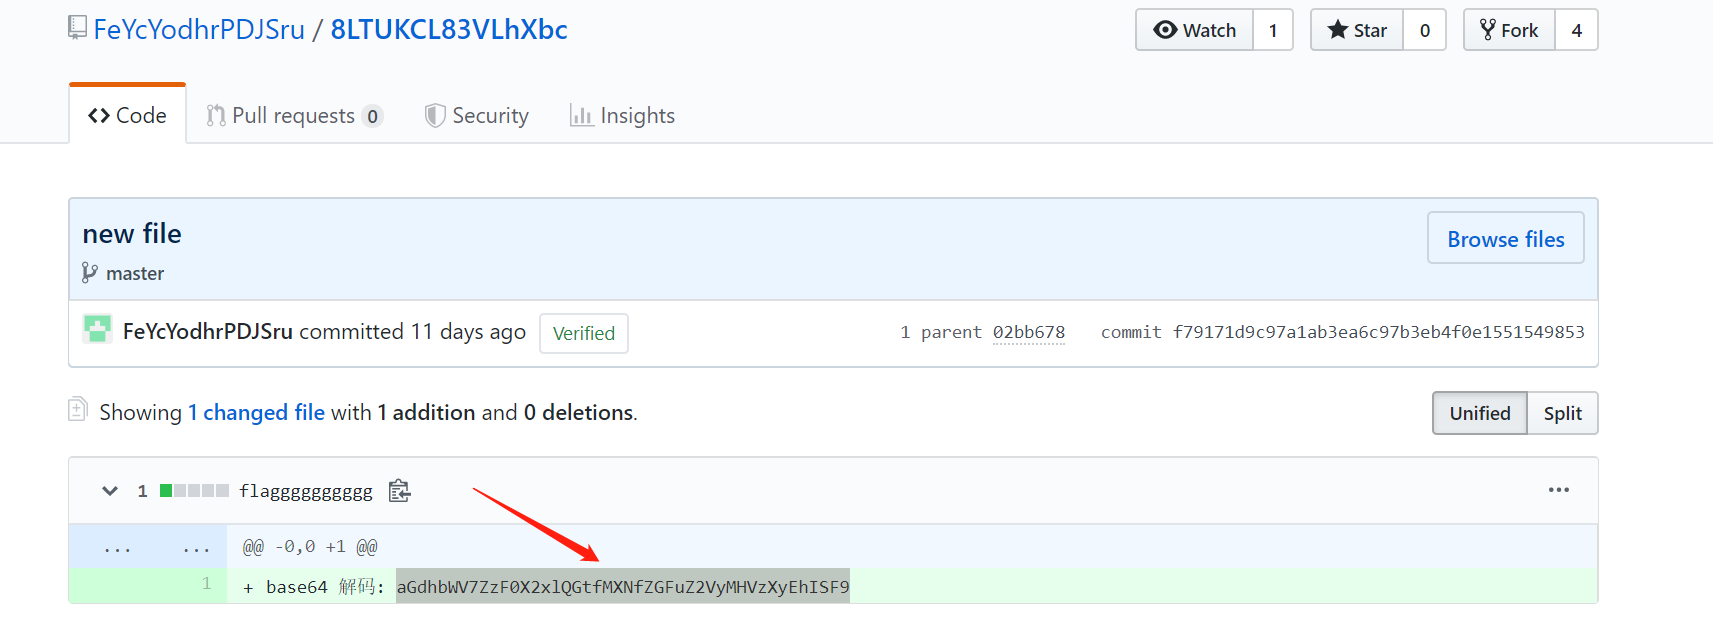 FeYcYodhrPDJSru / 8LTUKCL83VLhXbc
Watch 1 Star 0 Fork 4
Code Pull requests 0 Security Insights
new file
Browse files
master
FeYcYodhrPDJSru committed 11 days ago Verified 1 parent 02bb678 commit f79171d9c97a1ab3ea6c97b3eb4f0e1551549853
Showing 1 changed file with 1 addition and 0 deletions.
Unified Split
1 flagggggggggg
... ... @@ -0,0 +1 @@
1 + base64 解码: aGdhbWV7ZzF0X2xlQGtfMXNfZGFuZ2VyMHVzXyEhISF9